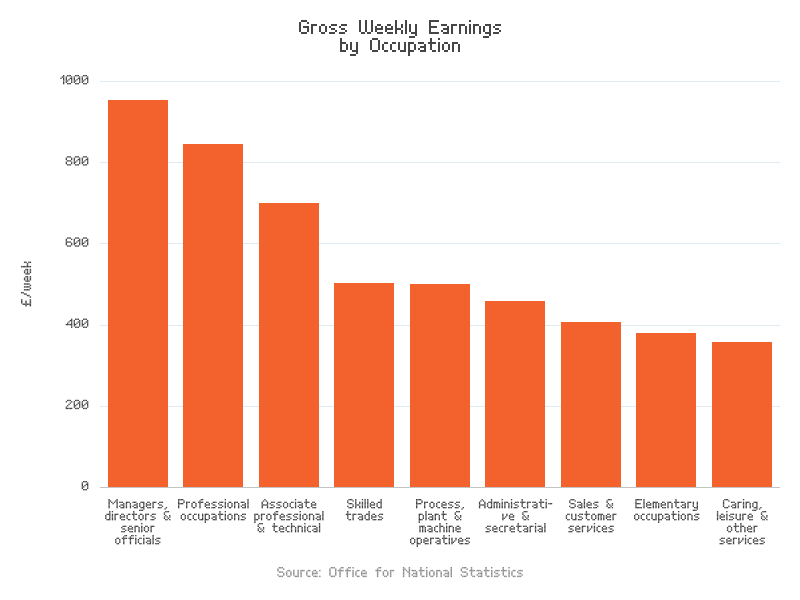 Gross Weekly Earnings
by Occupation
1000
800
600
400
200
0
£/week
Managers,
directors &
senior
officials
Professional
occupations
Associate
professional
& technical
Skilled
trades
Process,
plant &
machine
operatives
Administrati-
ve &
secretarial
Sales &
customer
services
Elementary
occupations
Caring,
leisure &
other
services
Source: Office for National Statistics